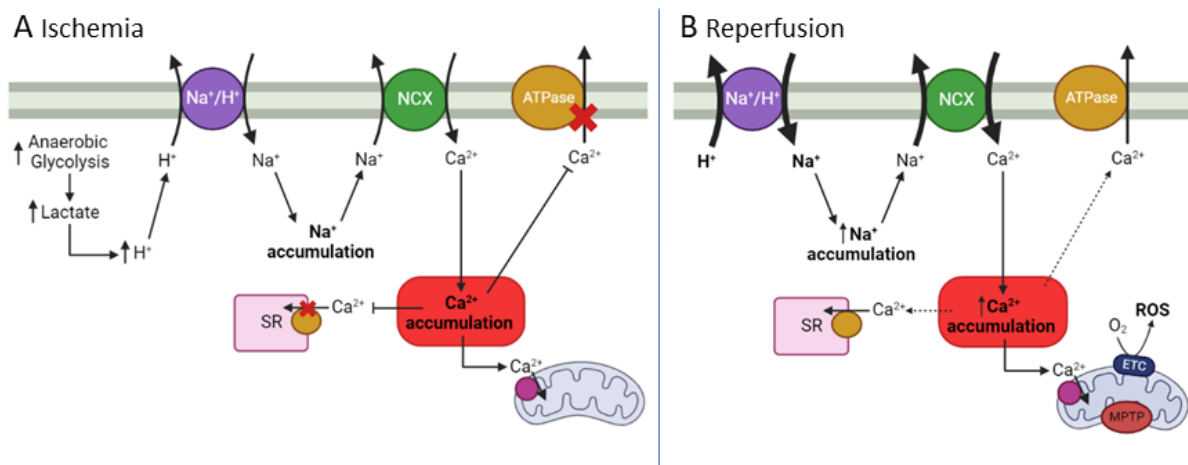 A Ischemia
Na⁺/H⁺
NCX
ATPase
Anaerobic
Glycolysis
H⁺
Na⁺
Na⁺
Ca²⁺
Ca²⁺
Lactate
H⁺
Na⁺
accumulation
SR
Ca²⁺
Ca²⁺
accumulation
Ca²⁺
B Reperfusion
Na⁺/H⁺
NCX
ATPase
H⁺
Na⁺
Na⁺
Ca²⁺
Ca²⁺
Na⁺
accumulation
SR
Ca²⁺
Ca²⁺
accumulation
O₂
ROS
ETC
Ca²⁺
MPTP